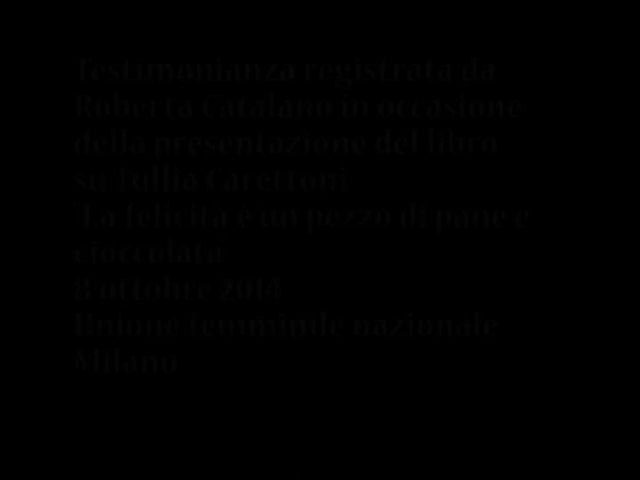 Testimonianza registrata da
Roberta Catalano in occasione
della presentazione del libro
su Tullia Carettoni
"La felicità è un pezzo di pane e
cioccolata
8 ottobre 2014
Unione femminile nazionale
Milano